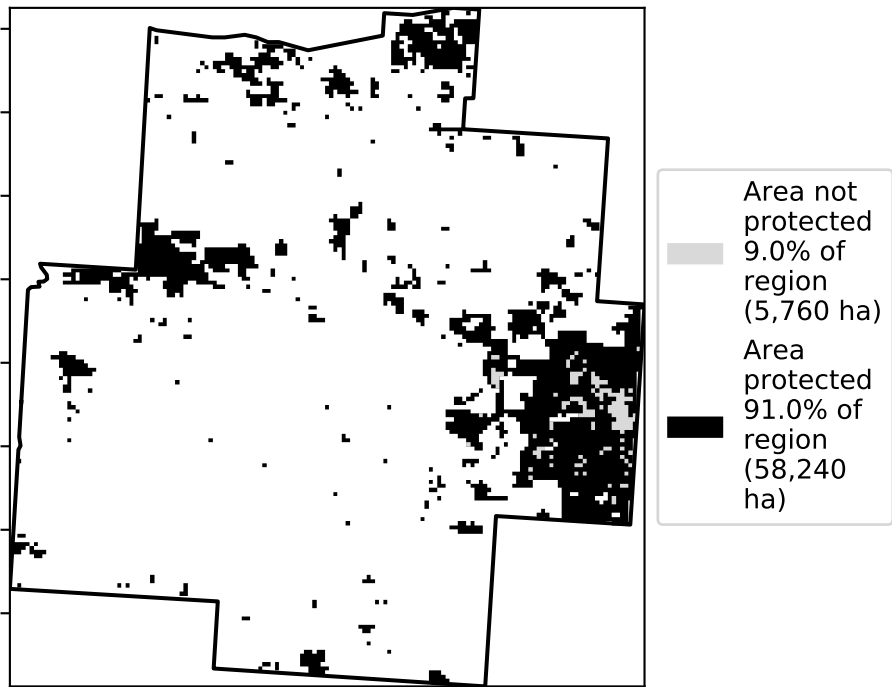 Area not
protected
9.0% of
region
(5,760 ha)
Area
protected
91.0% of
region
(58,240
ha)